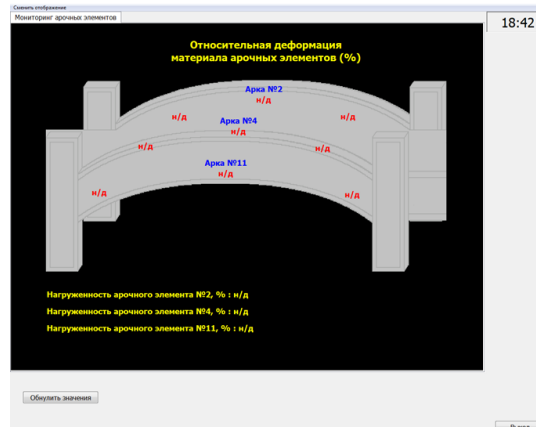 Сменить отображение
Мониторинг арочных элементов
18:42
Относительная деформация
материала арочных элементов (%)
Арка №2
н/д
н/д
н/д
Арка №4
н/д
н/д
н/д
Арка №11
н/д
н/д
н/д
Нагруженность арочного элемента №2, % : н/д
Нагруженность арочного элемента №4, % : н/д
Нагруженность арочного элемента №11, % : н/д
Обнулить значения
Выход